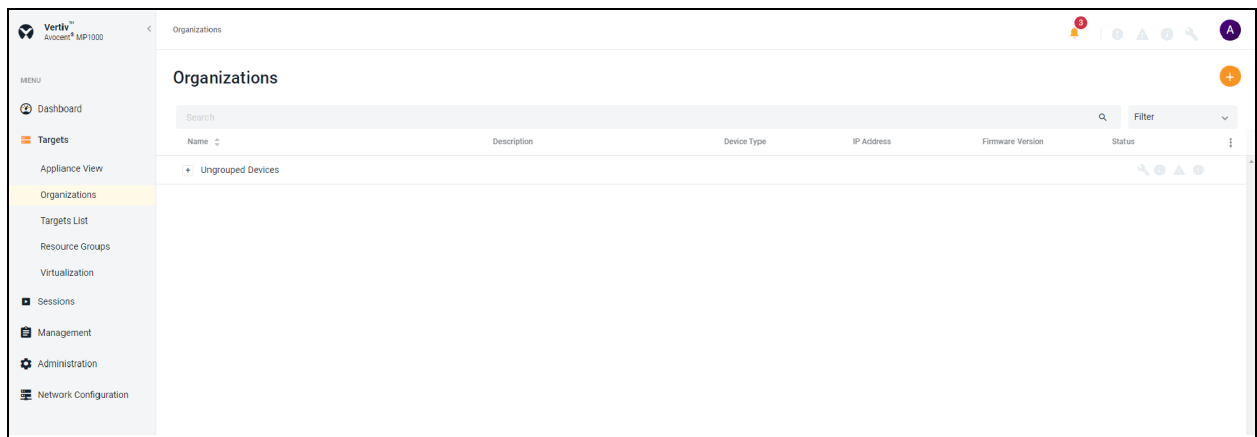 Vertiv™
Avocent® MP1000
Organizations
3
A
MENU
Organizations
+
Dashboard
Search
Filter
Targets
Name
Description
Device Type
IP Address
Firmware Version
Status
Appliance View
+ Ungrouped Devices
Organizations
Targets List
Resource Groups
Virtualization
Sessions
Management
Administration
Network Configuration